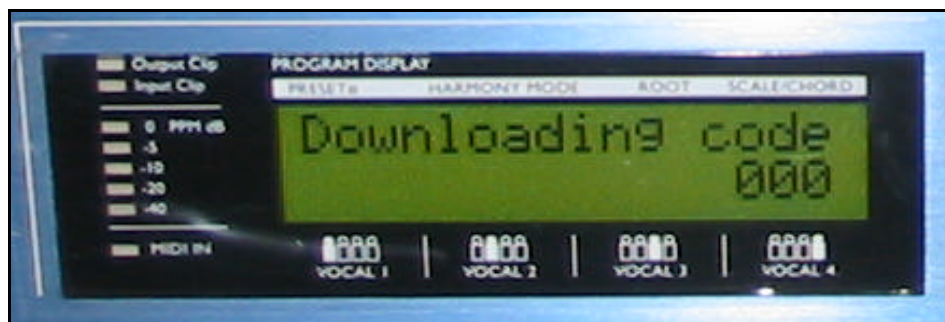 Output Clip
Input Clip
0 PPM dB
-5
-10
-20
-40
MIDI IN
PROGRAM DISPLAY
PRESET# HARMONY MODE ROOT SCALE/CHORD
Downloading code
000
VOCAL 1 VOCAL 2 VOCAL 3 VOCAL 4